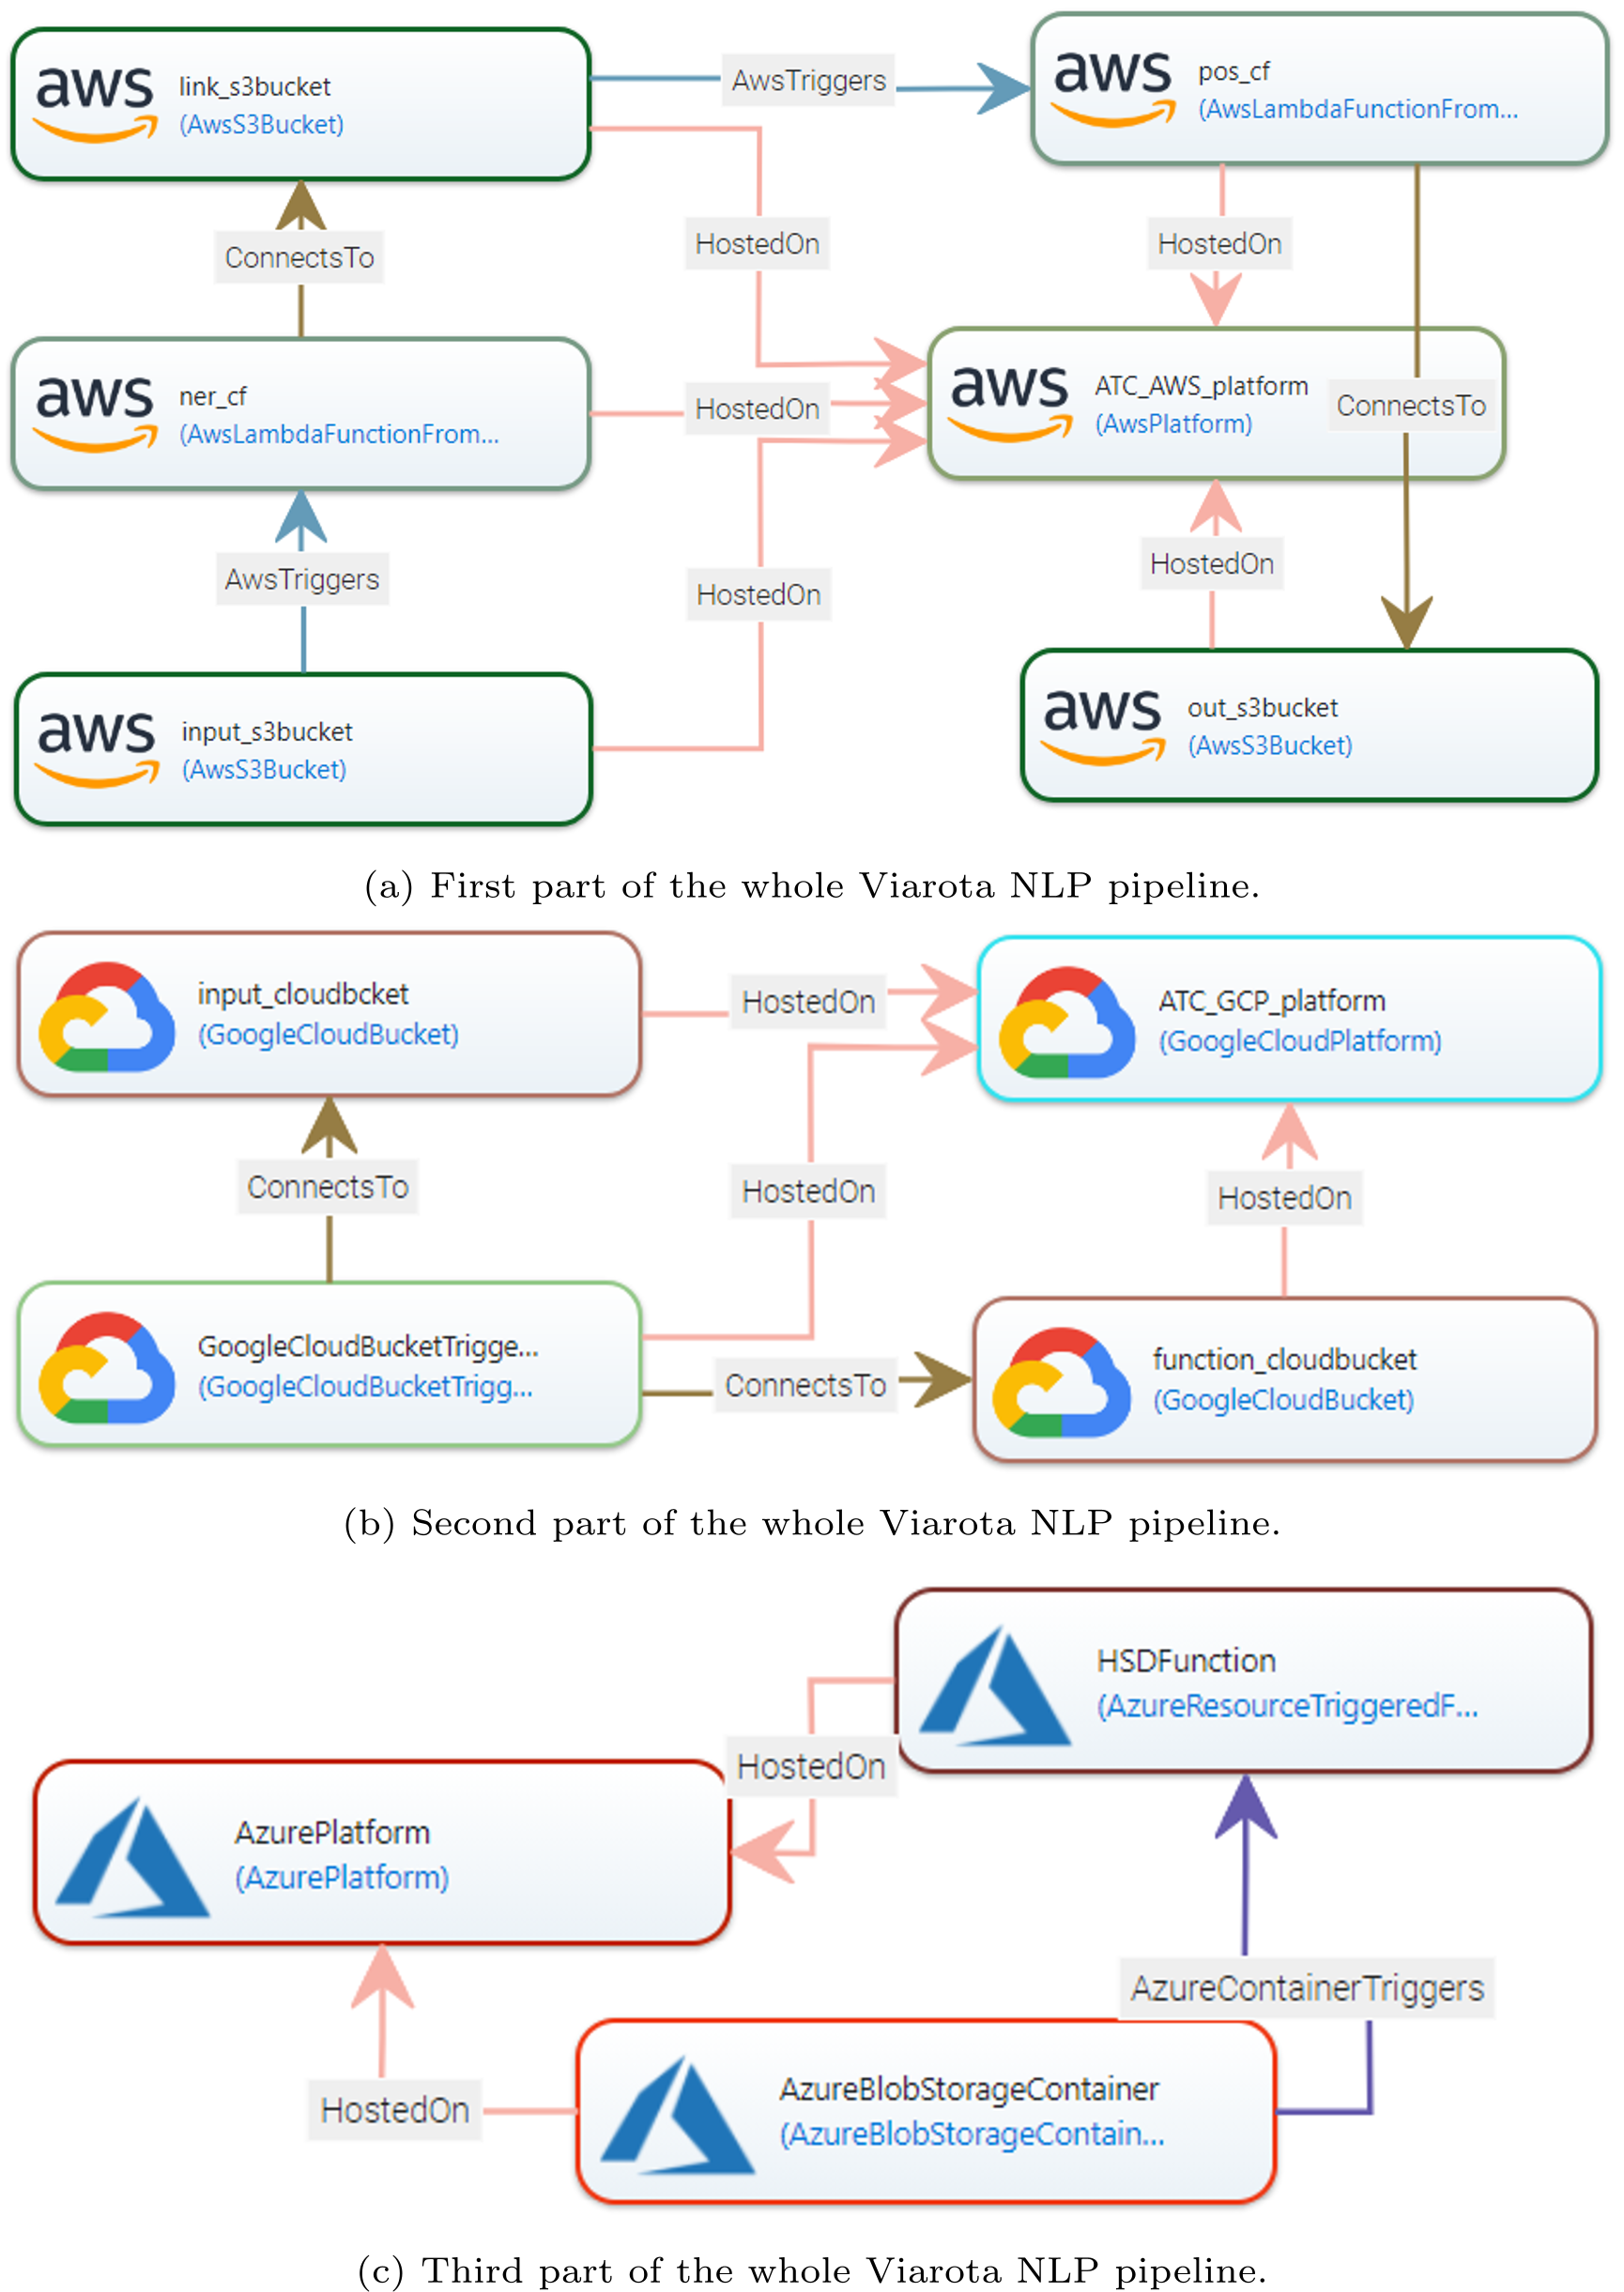 aws
link_s3bucket
(AwsS3Bucket)
AwsTriggers
aws
pos_cf
(AwsLambdaFunctionFrom...
ConnectsTo
HostedOn
HostedOn
aws
ner_cf
(AwsLambdaFunctionFrom...
HostedOn
aws
ATC_AWS_platform
(AwsPlatform)
ConnectsTo
AwsTriggers
HostedOn
HostedOn
aws
input_s3bucket
(AwsS3Bucket)
aws
out_s3bucket
(AwsS3Bucket)
(a) First part of the whole Viarota NLP pipeline.
input_cloudbcket
(GoogleCloudBucket)
HostedOn
ATC_GCP_platform
(GoogleCloudPlatform)
ConnectsTo
HostedOn
HostedOn
GoogleCloudBucketTrigge...
(GoogleCloudBucketTrigg...
ConnectsTo
function_cloudbucket
(GoogleCloudBucket)
(b) Second part of the whole Viarota NLP pipeline.
HSDFunction
(AzureResourceTriggeredF...
HostedOn
AzurePlatform
(AzurePlatform)
AzureContainerTriggers
HostedOn
AzureBlobStorageContainer
(AzureBlobStorageContain...
(c) Third part of the whole Viarota NLP pipeline.